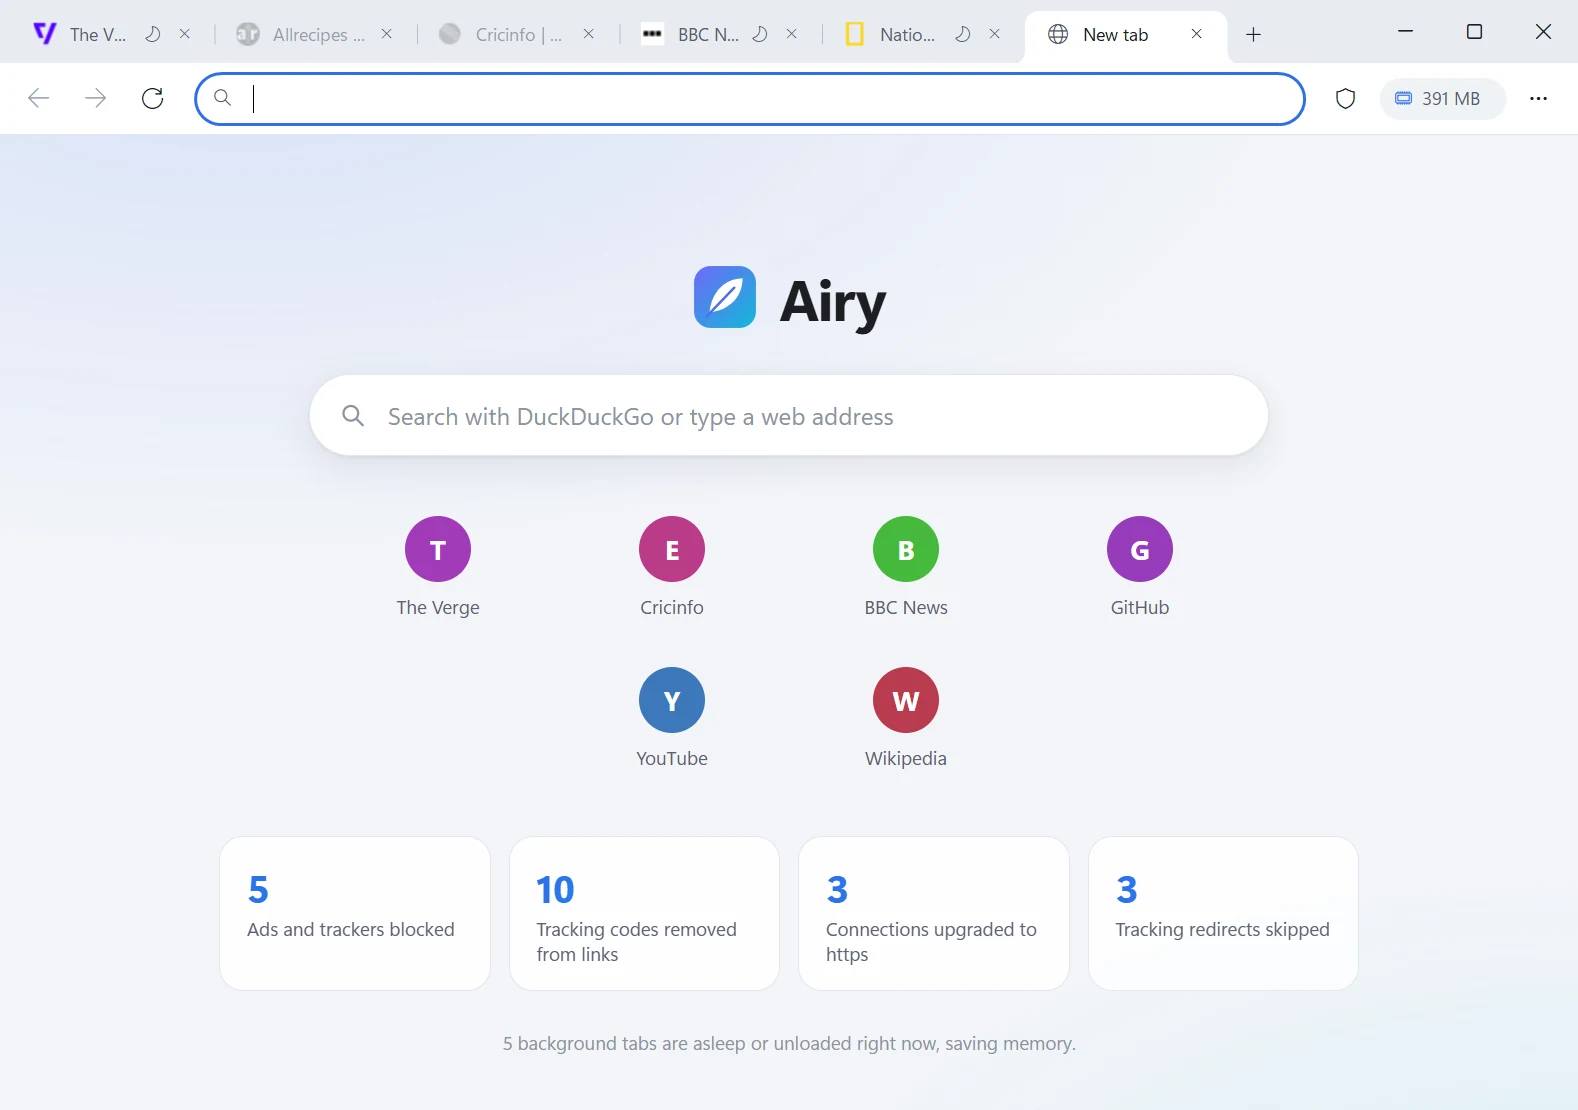 The V...
Allrecipes ...
Cricinfo | ...
BBC N...
Natio...
New tab
391 MB
Airy
Search with DuckDuckGo or type a web address
T
E
B
G
The Verge
Cricinfo
BBC News
GitHub
Y
W
YouTube
Wikipedia
5
Ads and trackers blocked
10
Tracking codes removed
from links
3
Connections upgraded to
https
3
Tracking redirects skipped
5 background tabs are asleep or unloaded right now, saving memory.